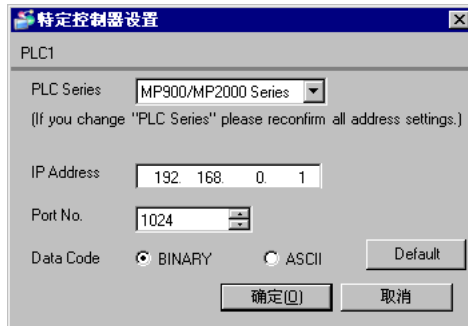 特定控制器设置
PLC1
PLC Series MP900/MP2000 Series
(If you change "PLC Series" please reconfirm all address settings.)
IP Address 192. 168. 0. 1
Port No. 1024
Data Code BINARY ASCII Default
确定(O) 取消